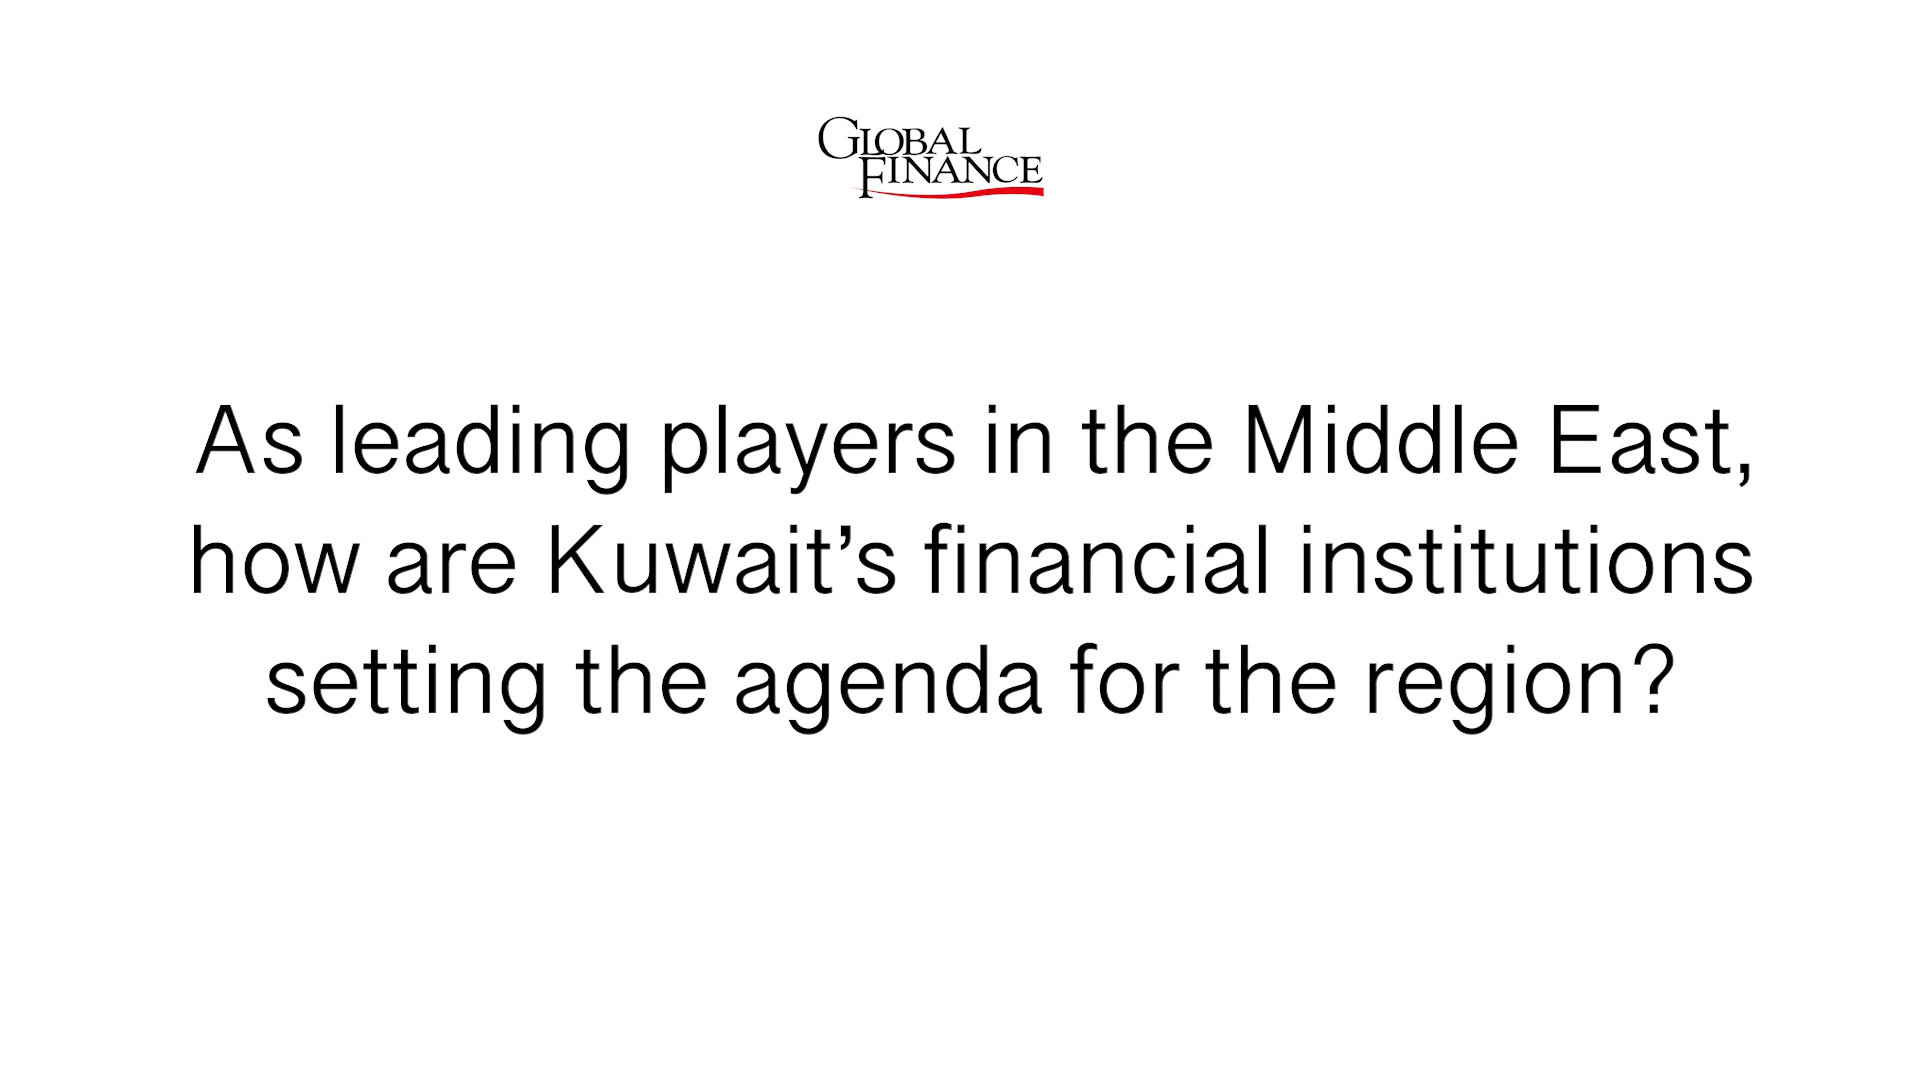 GLOBAL
FINANCE
As leading players in the Middle East,
how are Kuwait’s financial institutions
setting the agenda for the region?